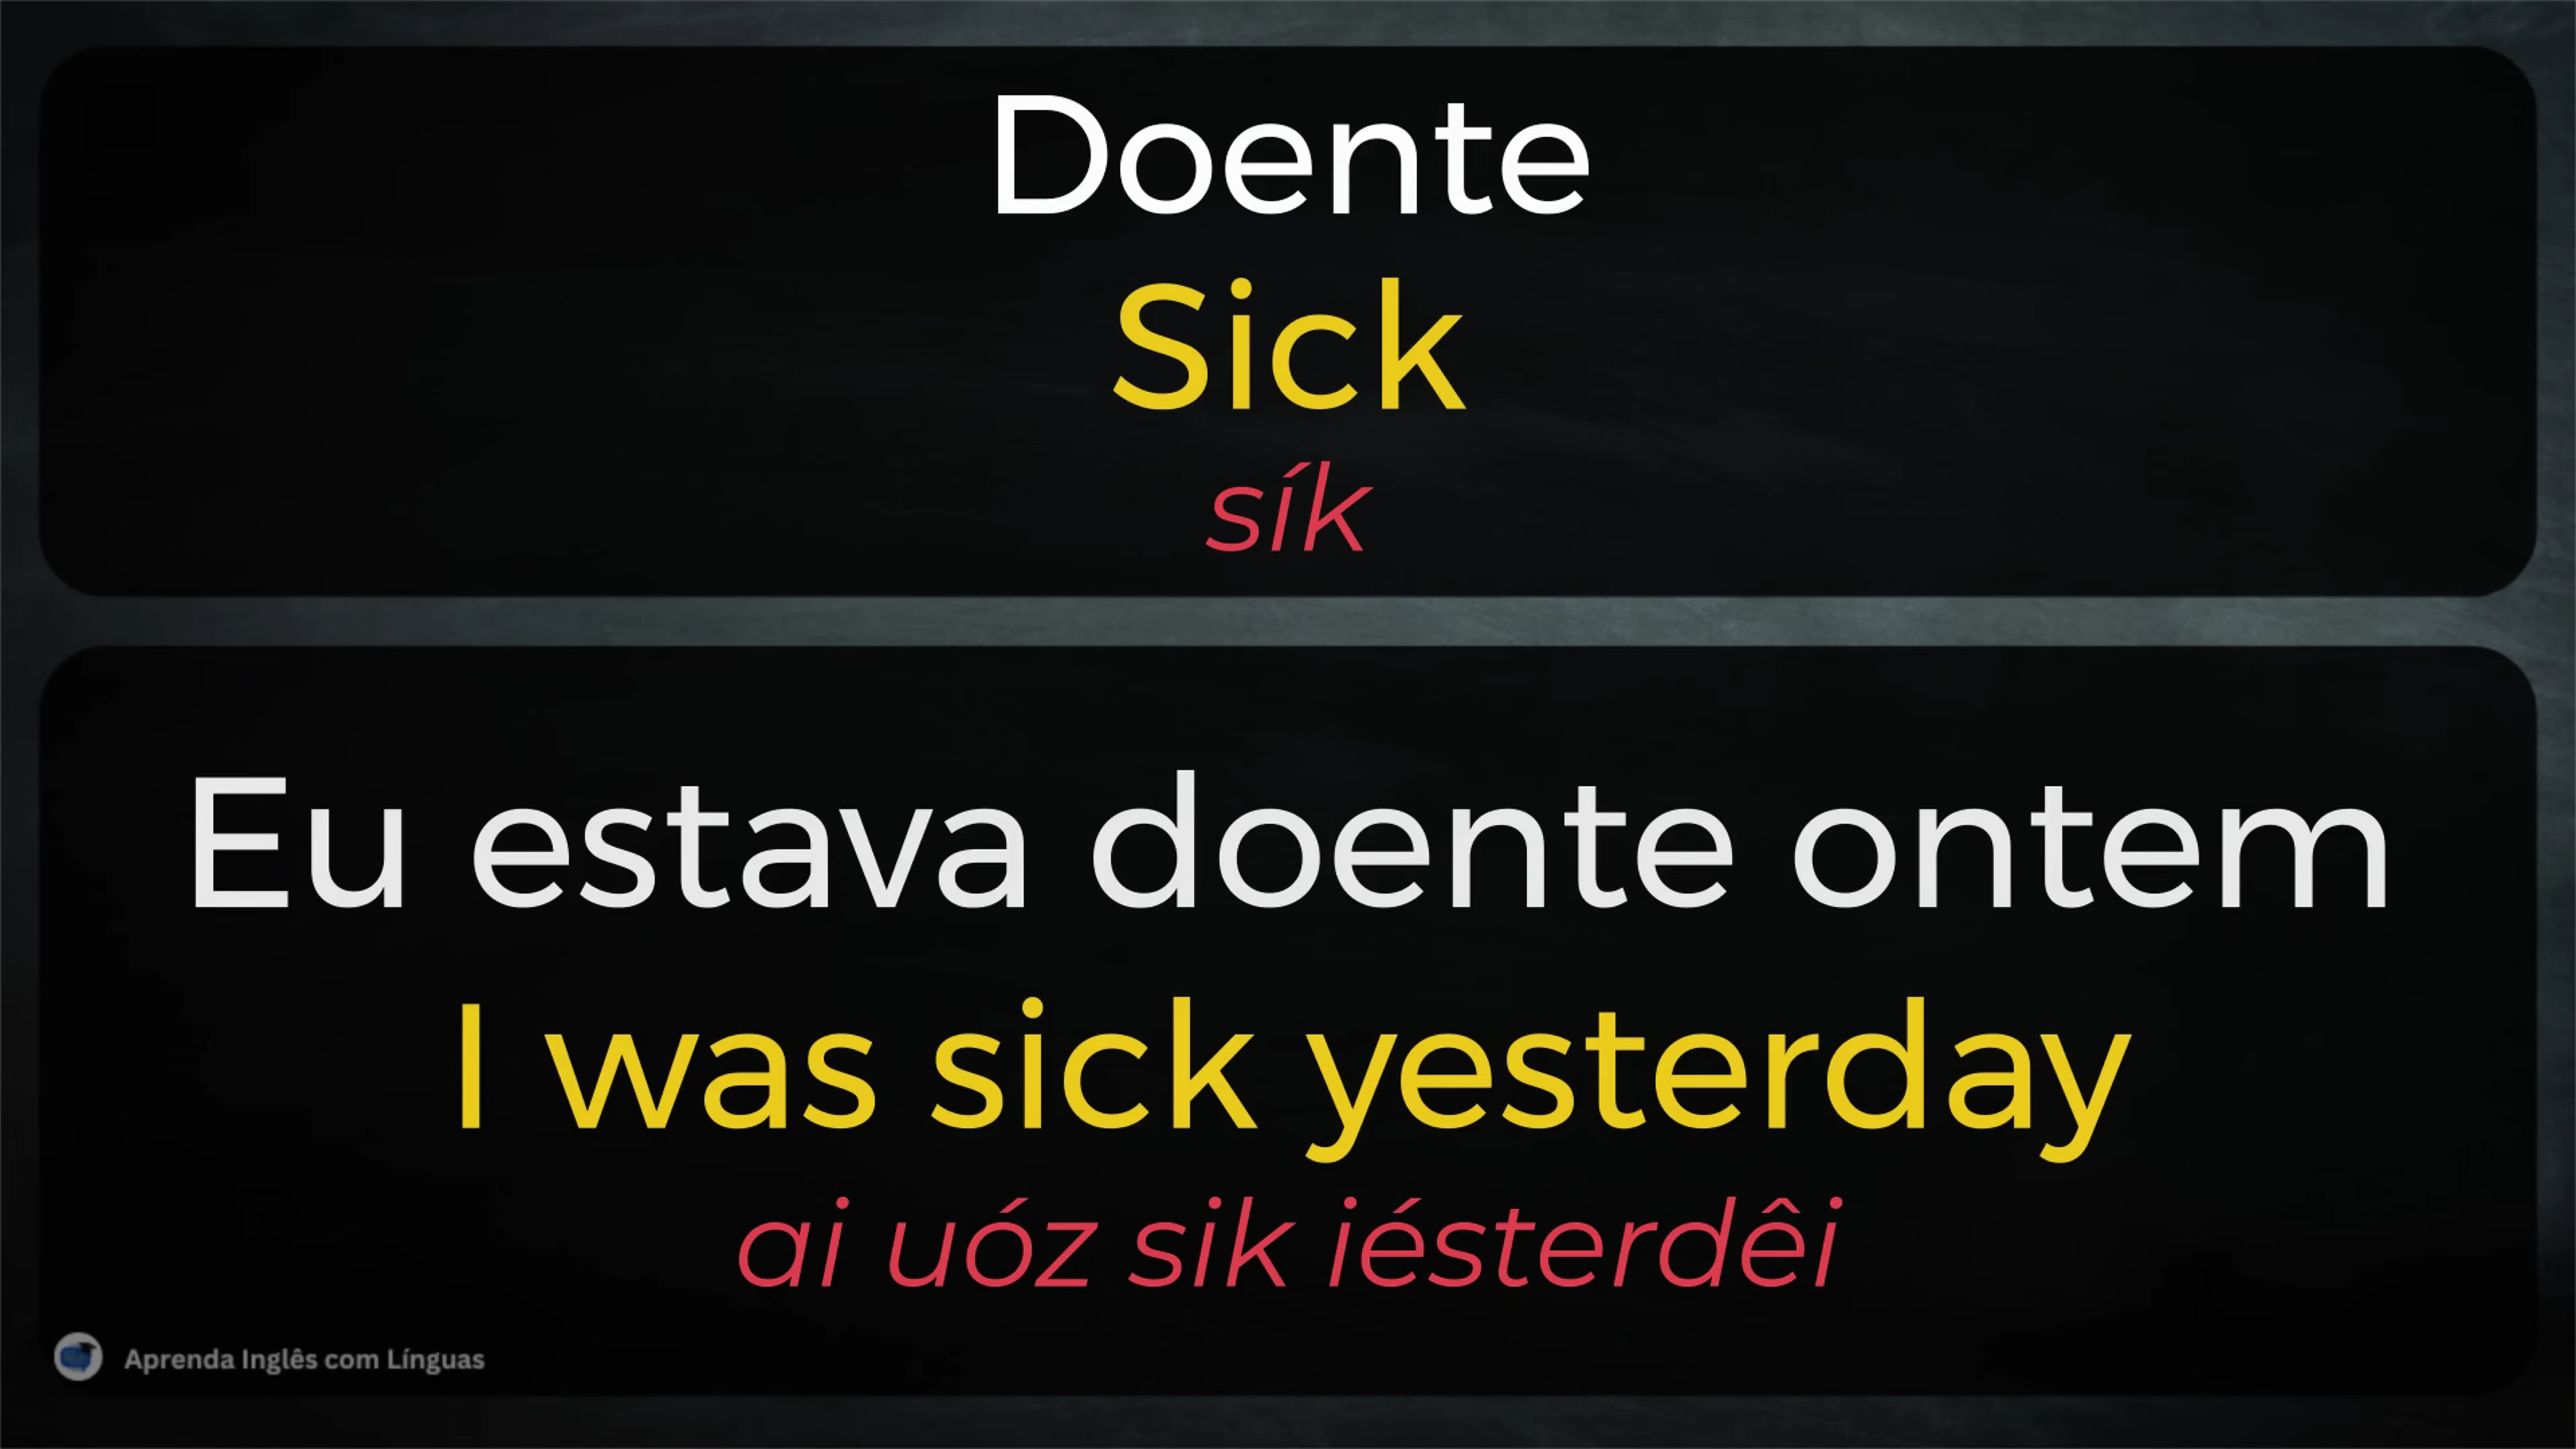 Doente
Sick
sík
Eu estava doente ontem
I was sick yesterday
ai uóz sik iésterdêi
Aprenda Inglês com Línguas